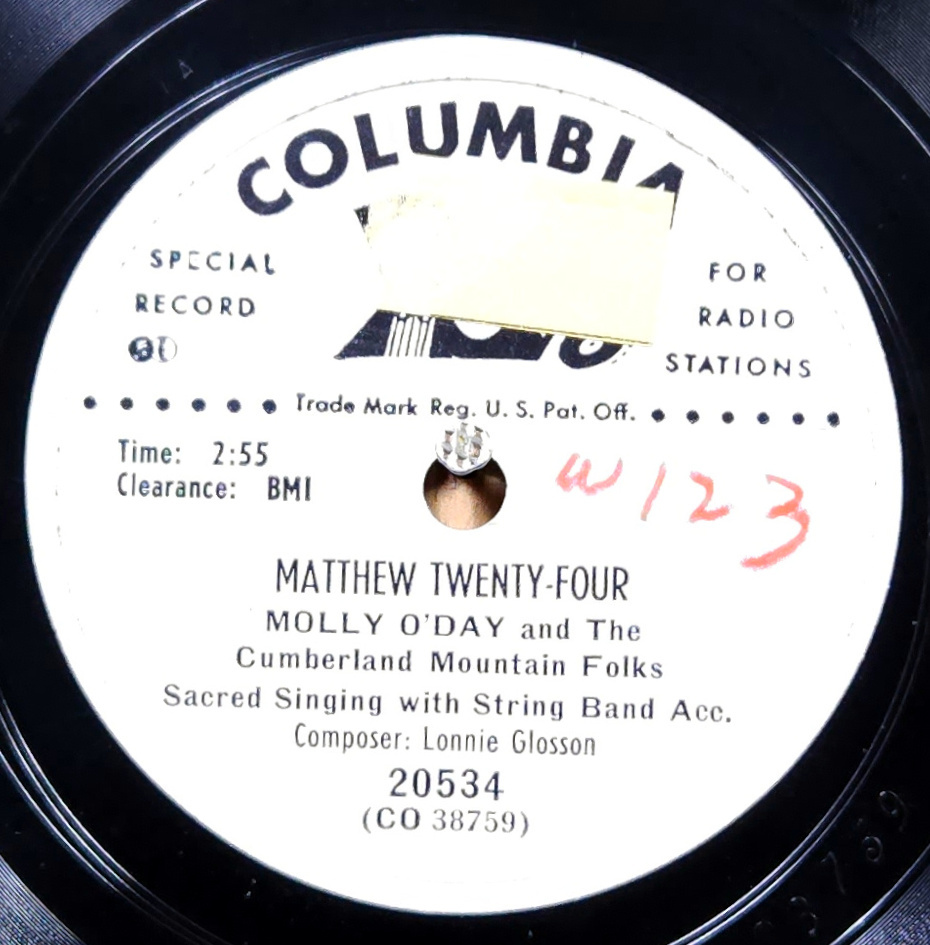 COLUMBIA
SPECIAL
RECORD
FOR
RADIO
STATIONS
Trade Mark Reg. U. S. Pat. Off.
Time: 2:55
Clearance: BMI
W 123
MATTHEW TWENTY-FOUR
MOLLY O'DAY and The
Cumberland Mountain Folks
Sacred Singing with String Band Acc.
Composer: Lonnie Glosson
20534
(CO 38759)